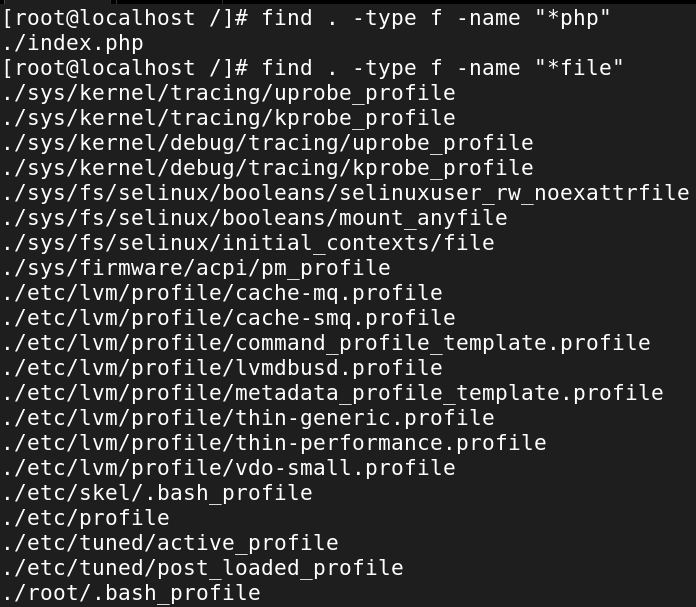 [root@localhost /]# find . -type f -name "*php"
./index.php
[root@localhost /]# find . -type f -name "*file"
./sys/kernel/tracing/uprobe_profile
./sys/kernel/tracing/kprobe_profile
./sys/kernel/debug/tracing/uprobe_profile
./sys/kernel/debug/tracing/kprobe_profile
./sys/fs/selinux/booleans/selinuxuser_rw_noexattrfile
./sys/fs/selinux/booleans/mount_anyfile
./sys/fs/selinux/initial_contexts/file
./sys/firmware/acpi/pm_profile
./etc/lvm/profile/cache-mq.profile
./etc/lvm/profile/cache-smq.profile
./etc/lvm/profile/command_profile_template.profile
./etc/lvm/profile/lvmdbusd.profile
./etc/lvm/profile/metadata_profile_template.profile
./etc/lvm/profile/thin-generic.profile
./etc/lvm/profile/thin-performance.profile
./etc/lvm/profile/vdo-small.profile
./etc/skel/.bash_profile
./etc/profile
./etc/tuned/active_profile
./etc/tuned/post_loaded_profile
./root/.bash_profile